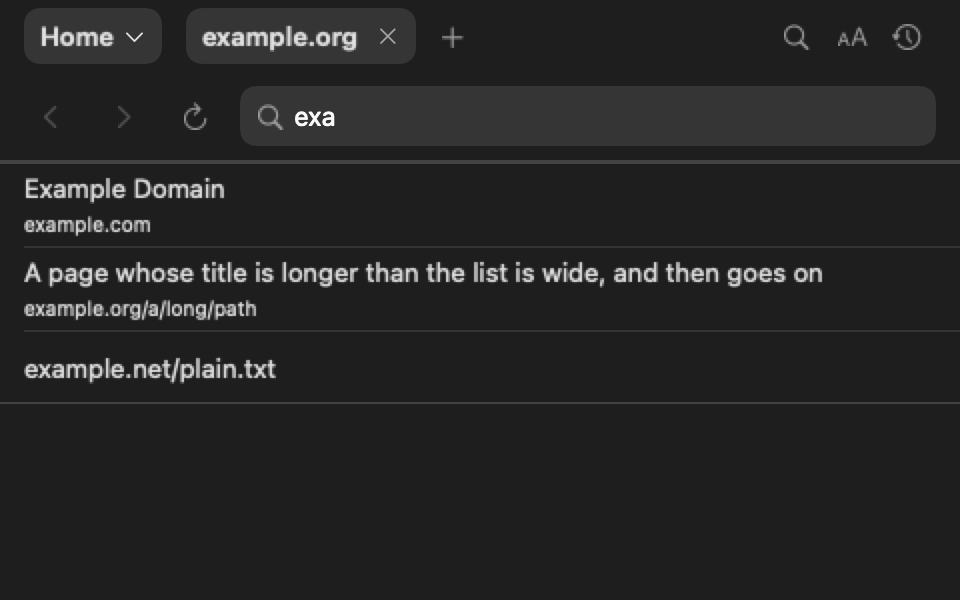 Home
example.org
AA
exa
Example Domain
example.com
A page whose title is longer than the list is wide, and then goes on
example.org/a/long/path
example.net/plain.txt